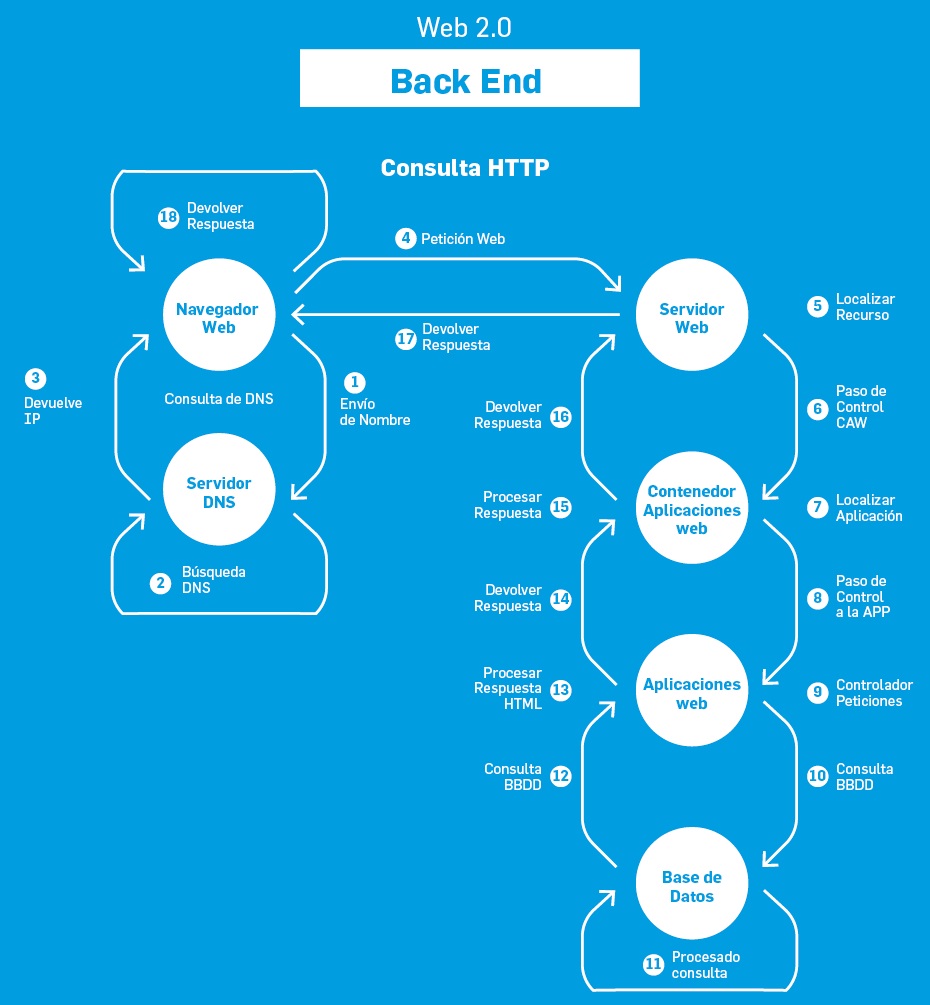 Web 2.0
Back End
Consulta HTTP
18
Devolver
Respuesta
4
Petición Web
Navegador
Web
Servidor
Web
5
Localizar
Recurso
17
Devolver
Respuesta
3
Devuelve
IP
Consulta de DNS
1
Envío
de Nombre
Devolver
Respuesta
16
6
Paso de
Control
CAW
Servidor
DNS
Procesar
Respuesta
15
Contenedor
Aplicaciones
web
7
Localizar
Aplicación
2
Búsqueda
DNS
Devolver
Respuesta
14
8
Paso de
Control
a la APP
Procesar
Respuesta
HTML
13
Aplicaciones
web
9
Controlador
Peticiones
Consulta
BBDD
12
10
Consulta
BBDD
Base de
Datos
11
Procesado
consulta